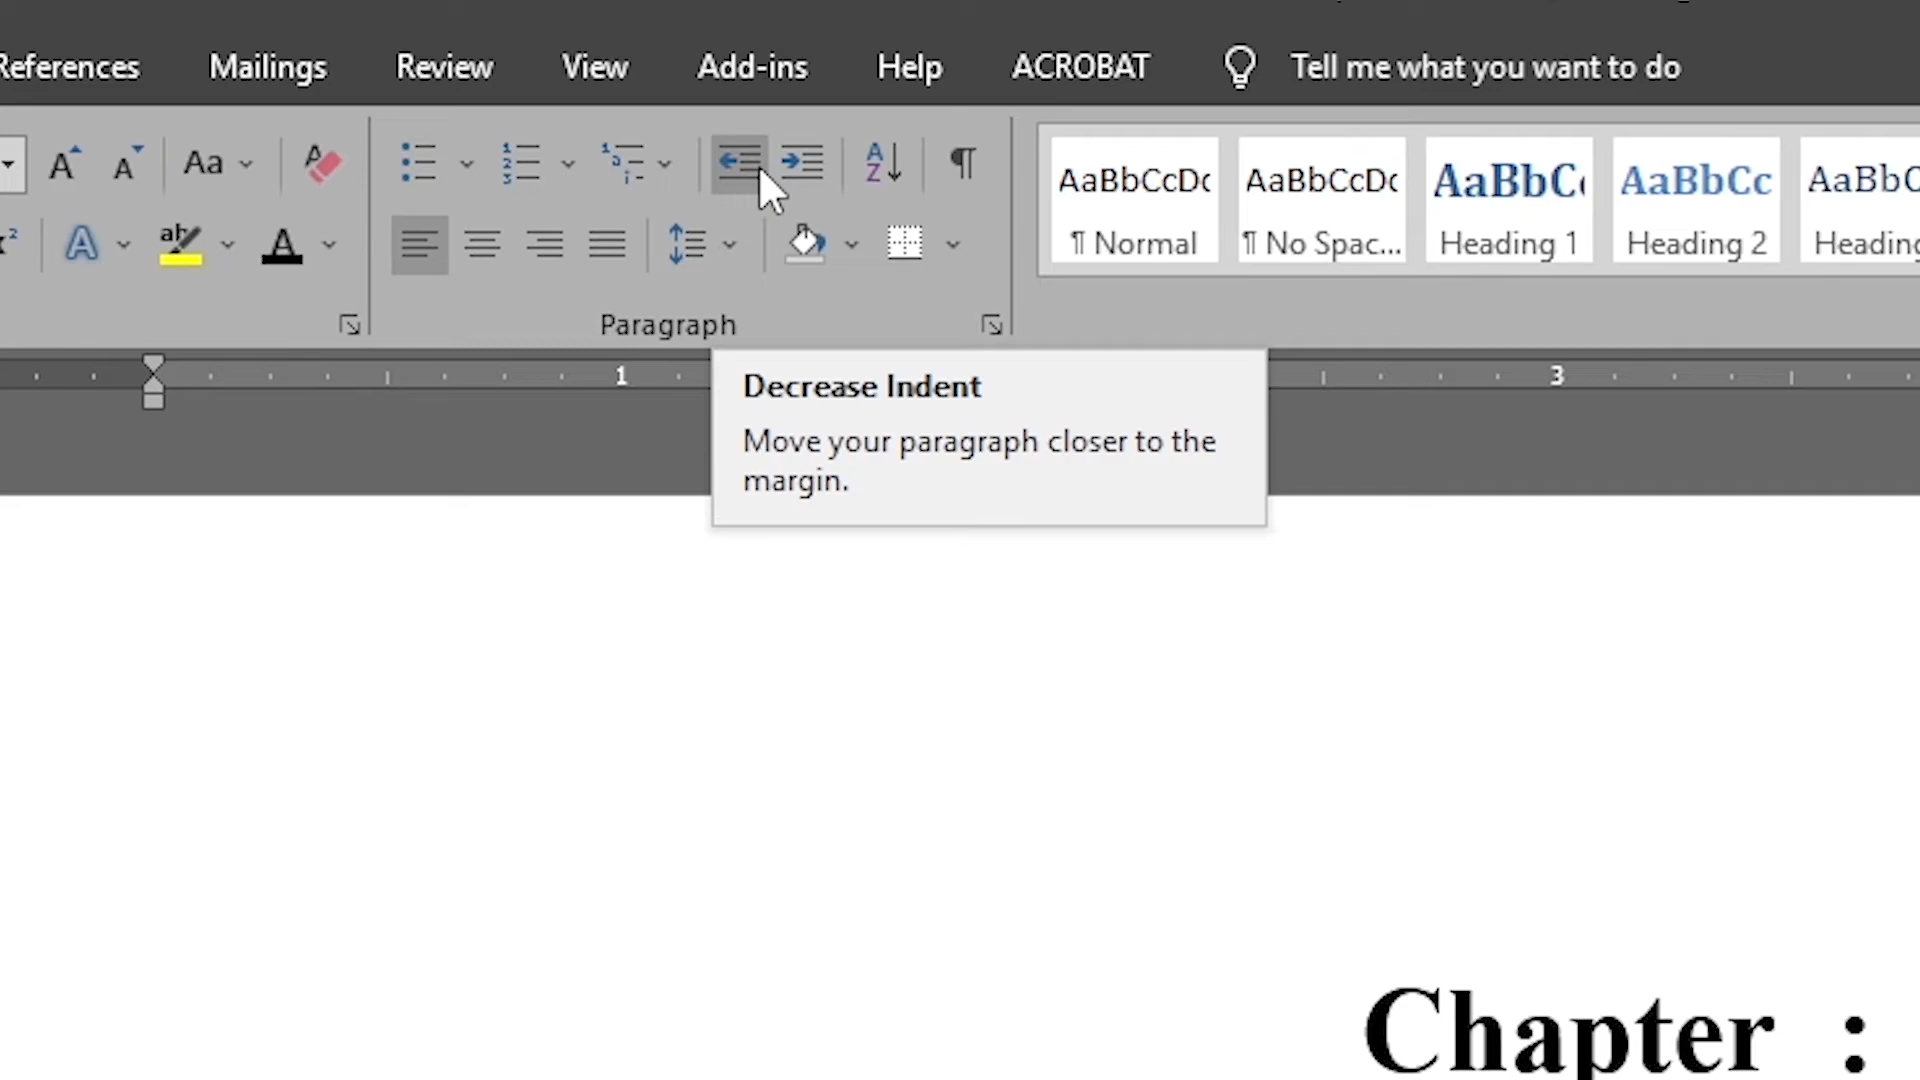 References Mailings Review View Add-ins Help ACROBAT Tell me what you want to do
Aa AaBbCcDc AaBbCcDc AaBbCc AaBbCc AaBbC
¶ Normal ¶ No Spac... Heading 1 Heading 2 Heading
Paragraph
1 3
Decrease Indent
Move your paragraph closer to the
margin.
Chapter :